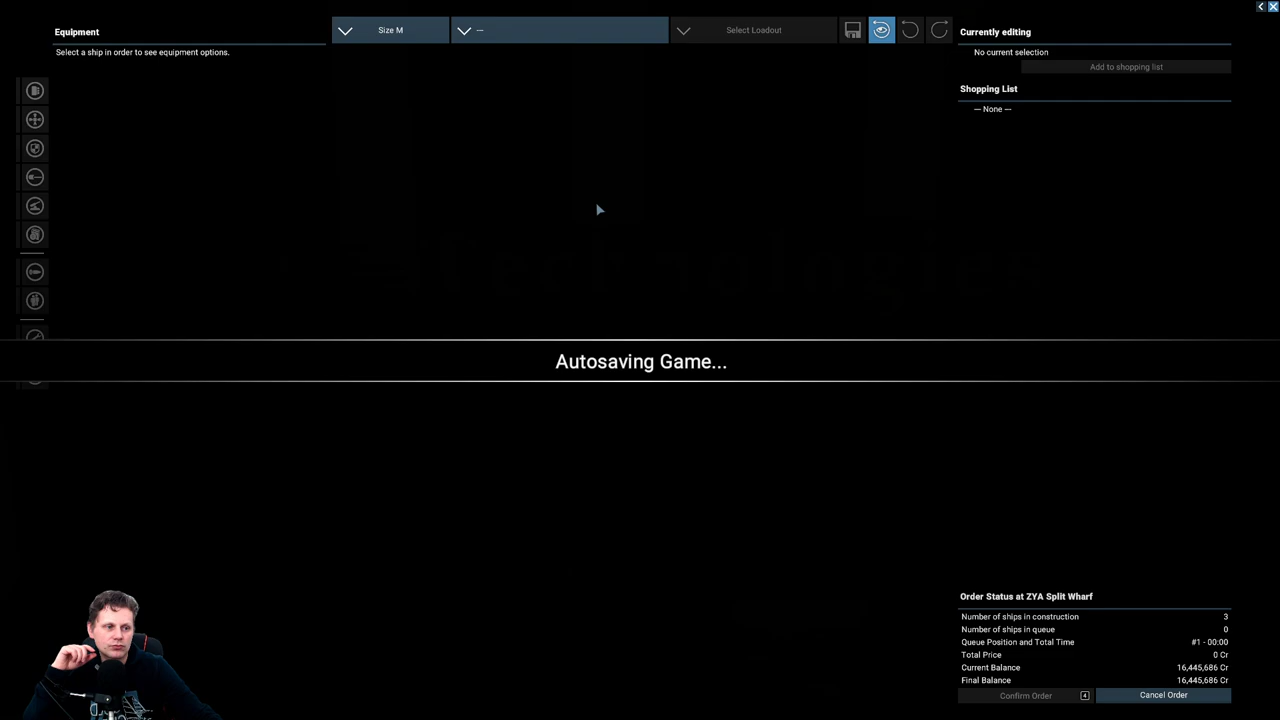 Equipment
Select a ship in order to see equipment options.
Size M
---
Select Loadout
Currently editing
No current selection
Add to shopping list
Shopping List
--- None ---
Technologies
Autosaving Game...
Order Status at ZYA Split Wharf
Number of ships in construction 3
Number of ships in queue 0
Queue Position and Total Time #1 - 00:00
Total Price 0 Cr
Current Balance 16,445,686 Cr
Final Balance 16,445,686 Cr
Confirm Order 4
Cancel Order